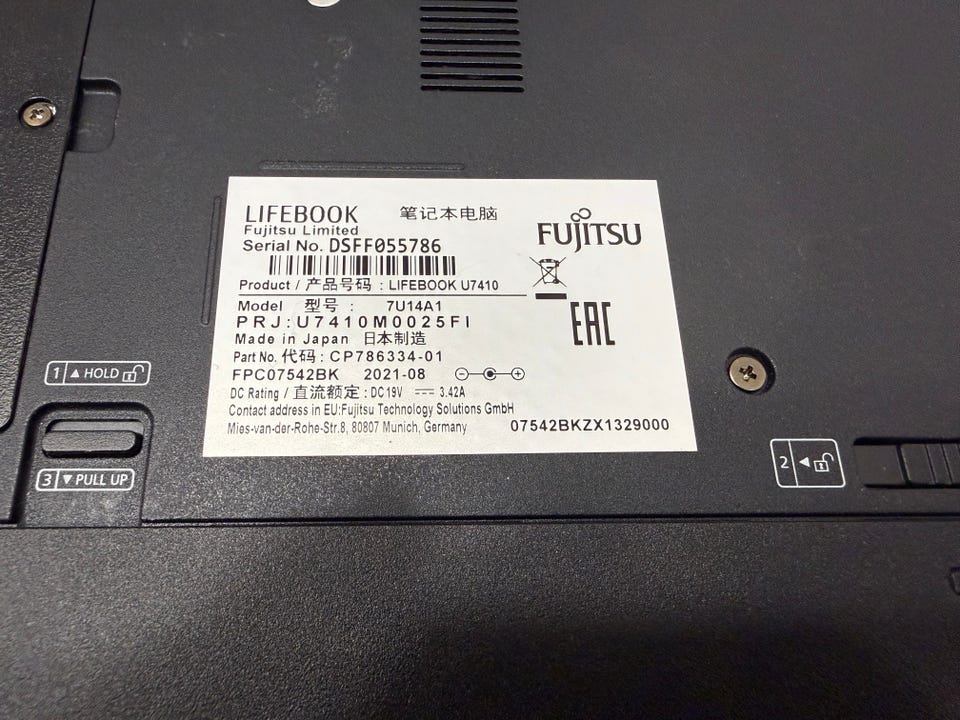 LIFEBOOK 笔记本电脑
Fujitsu Limited
FUJITSU
Serial No. DSFF055786
Product / 产品号码 : LIFEBOOK U7410
Model 型号 : 7U14A1
PRJ:U7410M0025FI
EAC
Made in Japan 日本制造
Part No. 代码 : CP786334-01
FPC07542BK 2021-08
DC Rating / 直流额定 : DC19V 3.42A
Contact address in EU:Fujitsu Technology Solutions GmbH
Mies-van-der-Rohe-Str.8, 80807 Munich, Germany
07542BKZX1329000
1 ▲ HOLD
3 ▼ PULL UP
2 ◀